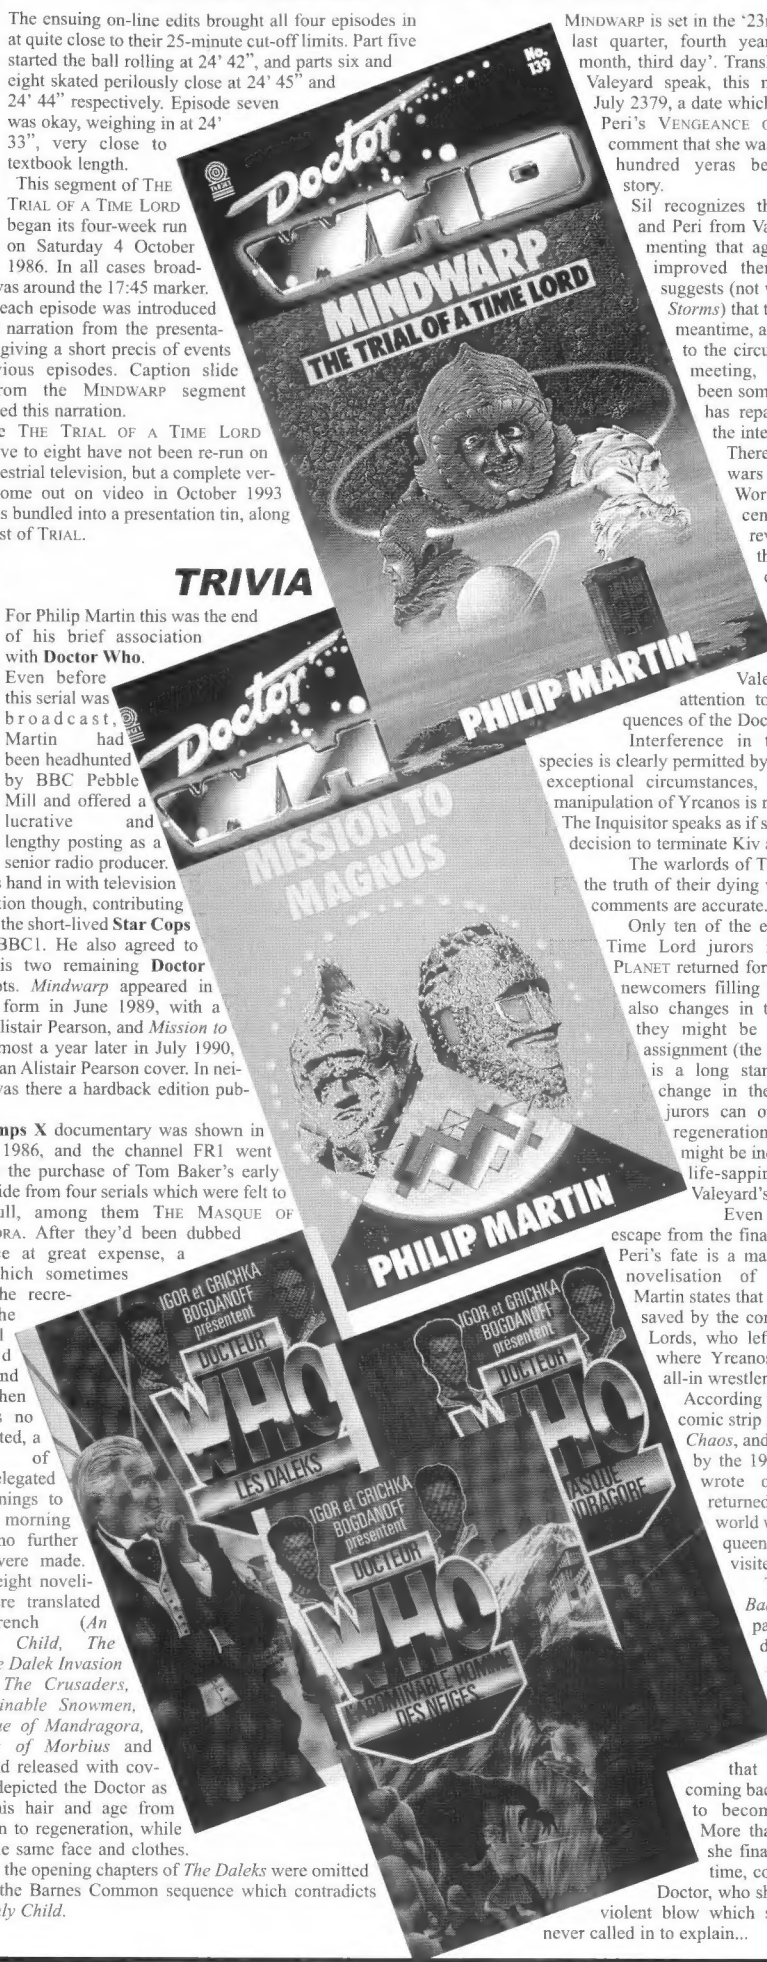 The ensuing on-line edits brought all four episodes in
at quite close to their 25-minute cut-off limits. Part five
started the ball rolling at 24' 42”, and parts six and
eight skated perilously close at 24' 45” and
24' 44” respectively. Episode seven
was okay, weighing in at 24'
33”, very close to
textbook length.
This segment of THE
TRIAL OF A TIME LORD
began its four-week run
on Saturday 4 October
1986. In all cases broad-
as around the 17:45 marker.
each episode was introduced
narration from the presenta-
giving a short precis of events
vious episodes. Caption slide
rom the MINDWARP segment
ed this narration.
e THE TRIAL OF A TIME LORD
ve to eight have not been re-run on
estrial television, but a complete ver-
ome out on video in October 1993
s bundled into a presentation tin, along
st of TRIAL.
TRIVIA
For Philip Martin this was the end
of his brief association
with Doctor Who.
Even before
this serial was
broadcast,
Martin had
been headhunted
by BBC Pebble
Mill and offered a
lucrative and
lengthy posting as a
senior radio producer.
s hand in with television
tion though, contributing
the short-lived Star Cops
BBC1. He also agreed to
is two remaining Doctor
ts. Mindwarp appeared in
form in June 1989, with a
listair Pearson, and Mission to
most a year later in July 1990,
an Alistair Pearson cover. In nei-
was there a hardback edition pub-
mps X documentary was shown in
1986, and the channel FR1 went
the purchase of Tom Baker's early
ide from four serials which were felt to
ull, among them THE MASQUE OF
ORA. After they'd been dubbed
e at great expense, a
hich sometimes
he recre-
he
l
d
nd
hen
s no
ted, a
of
elegated
nings to
morning
no further
were made.
eight noveli-
re translated
rench (An
Child, The
e Dalek Invasion
The Crusaders,
inable Snowmen,
ue of Mandragora,
of Morbius and
d released with cov-
depicted the Doctor as
his hair and age from
n to regeneration, while
e same face and clothes.
the opening chapters of The Daleks were omitted
the Barnes Common sequence which contradicts
ly Child.
No.
139
Doctor
WHO
MINDWARP
THE TRIAL OF A TIME LORD
PHILIP MARTIN
Doctor
WH
MISSION TO
MAGNUS
PHILIP MARTIN
IGOR et GRICHKA
BOGDANOFF
présentent
DOCTEUR
WHO
LES DALEKS
IGOR et GRICHKA
BOGDANOFF
présentent
DOCTEUR
W HO
MASQUE
NDRAGORE
IGOR et GRICHKA
BOGDANOFF
présentent
DOCTEUR
WHO
L'ABOMINABLE HOMME
DES NEIGES
MINDWARP is set in the ‘23r
last quarter, fourth year
month, third day’. Transl
Valeyard speak, this m
July 2379, a date which
Peri's VENGEANCE O
comment that she was
hundred yeras be
story.
Sil recognizes th
and Peri from Va
menting that ag
improved ther
suggests (not
Storms) that t
meantime, a
to the circu
meeting,
been som
has repa
the inte
There
wars
Wor
cen
rev
th
Vale
attention to
quences of the Doc
Interference in t
species is clearly permitted by
exceptional circumstances,
manipulation of Yrcanos is r
The Inquisitor speaks as if s
decision to terminate Kiv a
The warlords of T
the truth of their dying
comments are accurate.
Only ten of the e
Time Lord jurors
PLANET returned for
newcomers filling
also changes in t
they might be
assignment (the
is a long stan
change in the
jurors can o
regeneration
might be inc
life-sappin
Valeyard's
Even
escape from the fina
Peri's fate is a ma
novelisation of
Martin states that
saved by the con
Lords, who left
where Yrcanos
all-in wrestler
According
comic strip
Chaos, and
by the 19
wrote o
returned
world w
queen
visite
Ba
pa
d
that
coming bac
to becom
More tha
she fina
time, co
Doctor, who sh
violent blow which s
never called in to explain...